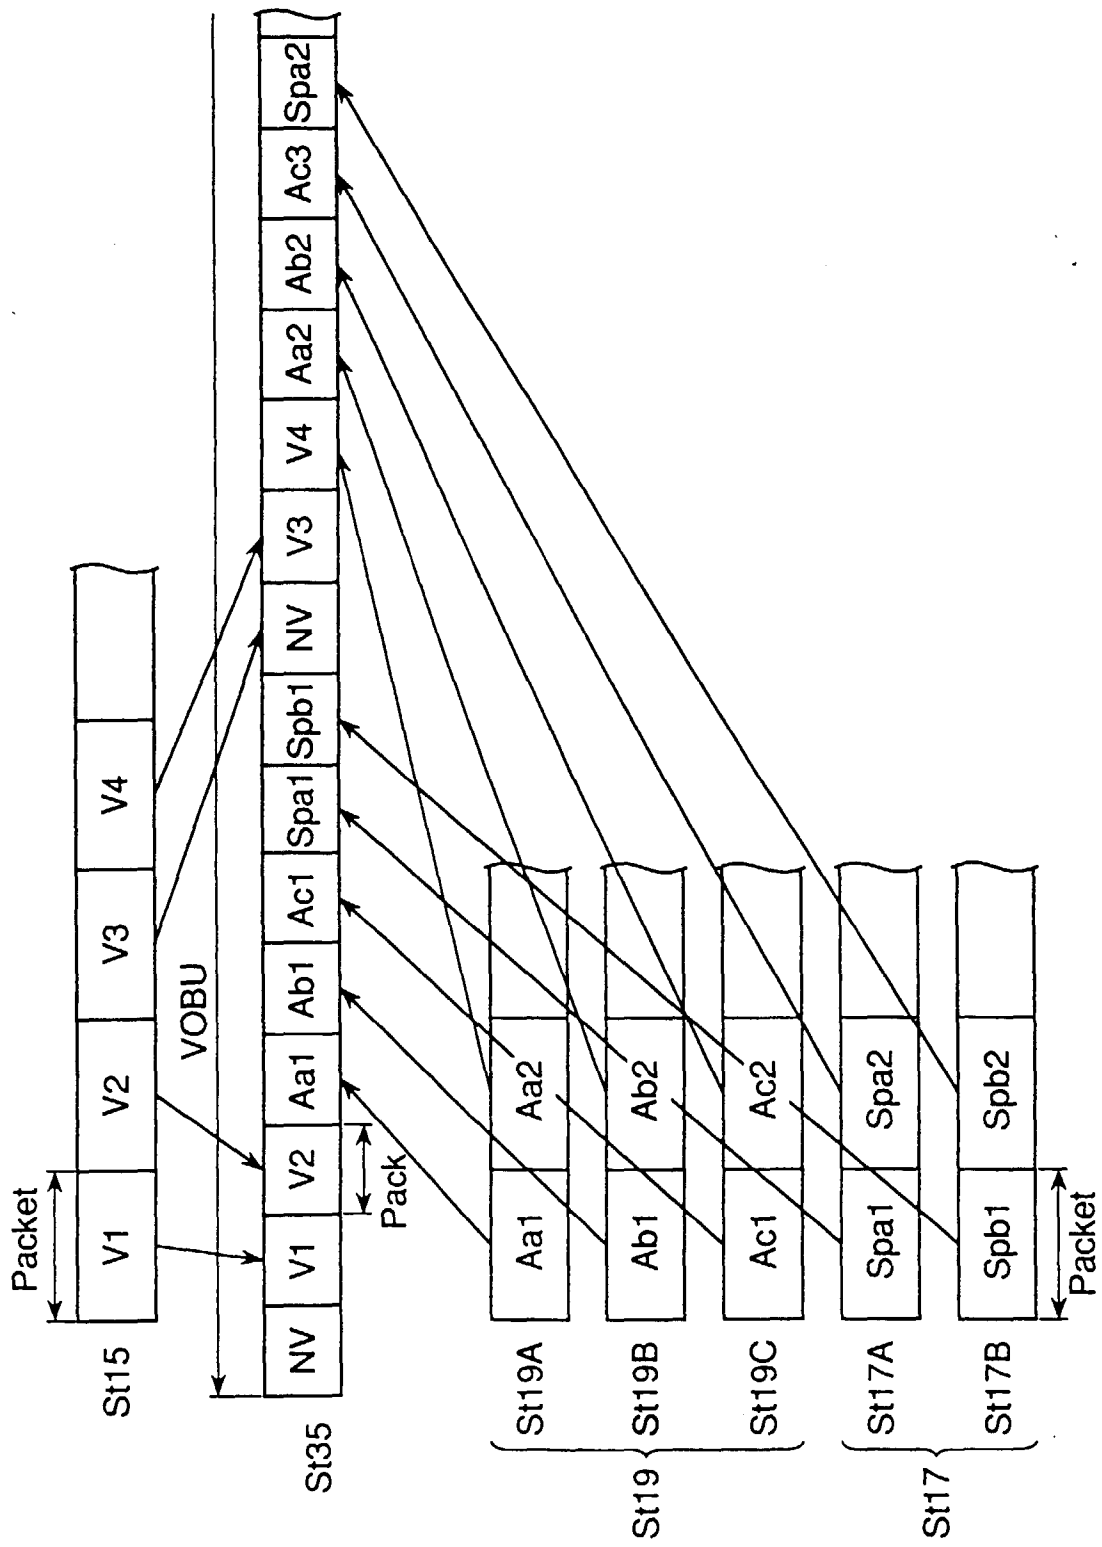 Packet
St15
V1
V2
V3
V4
VOBU
St35
NV
V1
V2
Aa1
Ab1
Ac1
Spa1
Spb1
NV
V3
V4
Aa2
Ab2
Ac3
Spa2
Pack
St19
St19A
Aa1
Aa2
St19B
Ab1
Ab2
St19C
Ac1
Ac2
St17
St17A
Spa1
Spa2
St17B
Spb1
Spb2
Packet